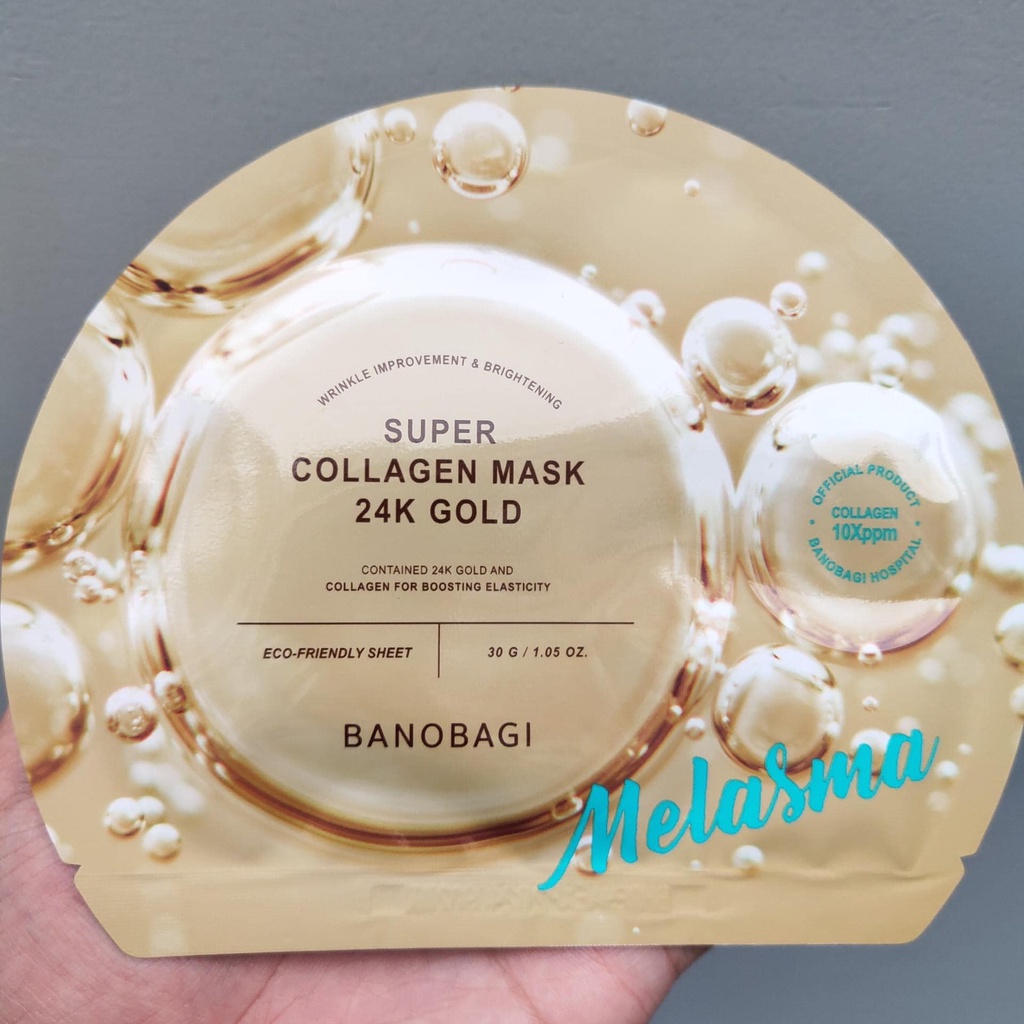 WRINKLE IMPROVEMENT & BRIGHTENING
SUPER
COLLAGEN MASK
24K GOLD
CONTAINED 24K GOLD AND
COLLAGEN FOR BOOSTING ELASTICITY
ECO-FRIENDLY SHEET
30 G / 1.05 OZ.
BANOBAGI
OFFICIAL PRODUCT
COLLAGEN
10Xppm
BANOBAGI HOSPITAL
Melasma